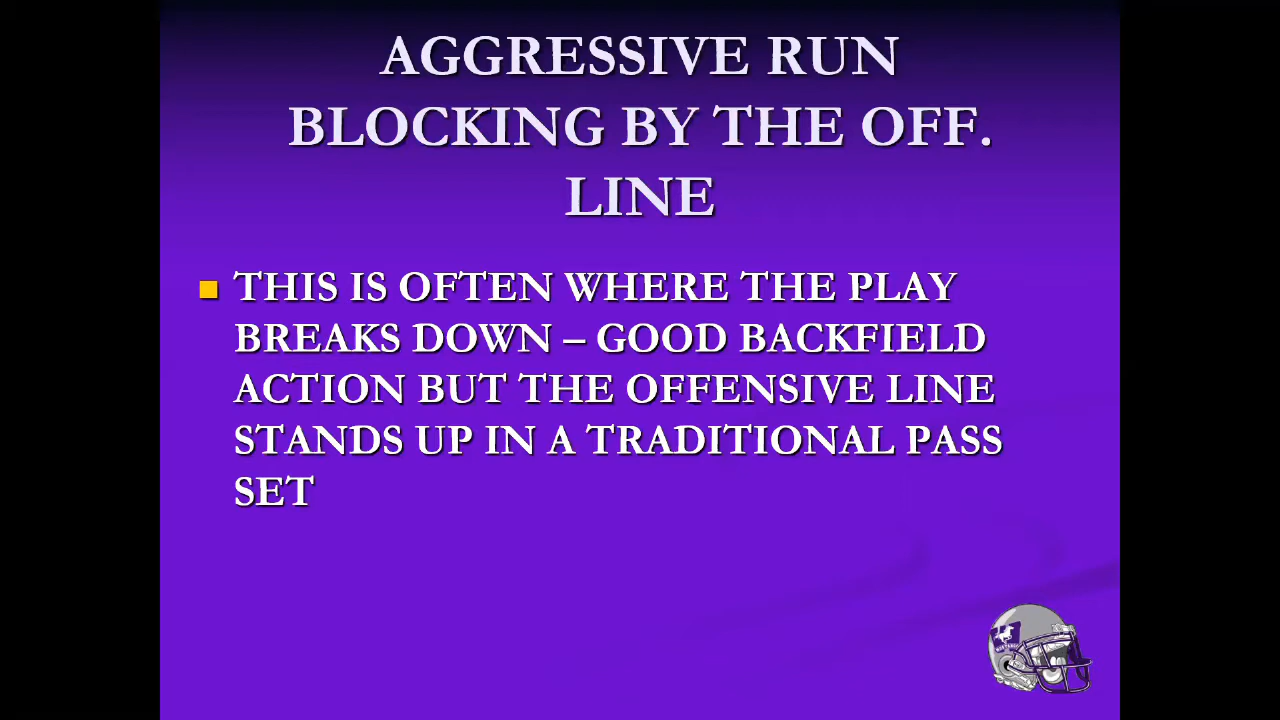 AGGRESSIVE RUN
BLOCKING BY THE OFF.
LINE
THIS IS OFTEN WHERE THE PLAY
BREAKS DOWN – GOOD BACKFIELD
ACTION BUT THE OFFENSIVE LINE
STANDS UP IN A TRADITIONAL PASS
SET